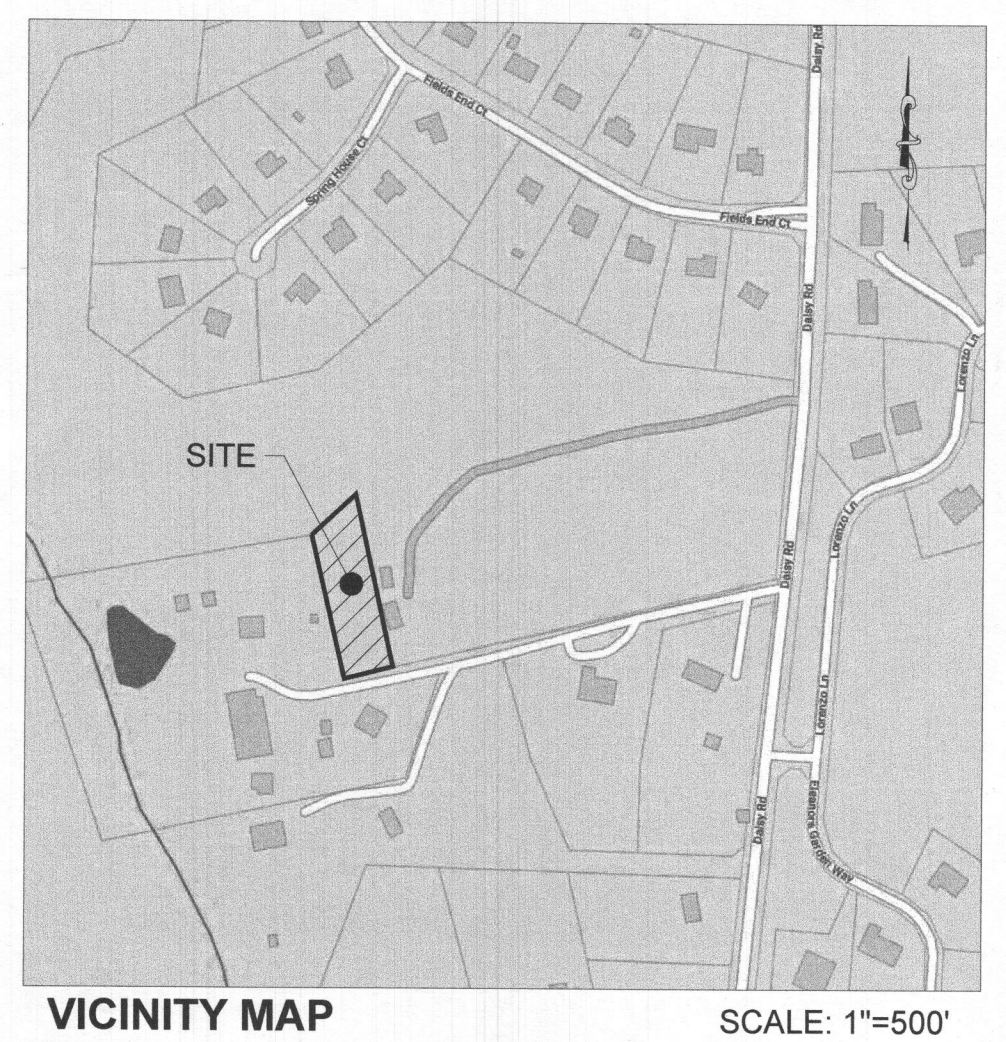 Daisy Rd
Fields End Ct
Spring House Ct
Fields End Ct
Daisy Rd
Lorenzo Ln
SITE
Lorenzo Ln
Daisy Rd
Lorenzo Ln
Daisy Rd
Eleanors Garden Way
VICINITY MAP
SCALE: 1"=500'